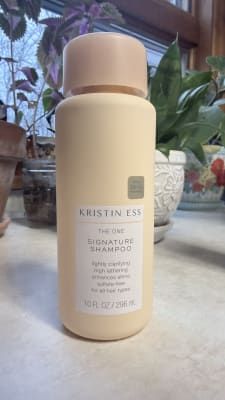 KRISTIN ESS
THE ONE
SIGNATURE
SHAMPOO
lightly clarifying
high lathering
enhances shine
sulfate-free
for all hair types
10 FL OZ / 296 mL